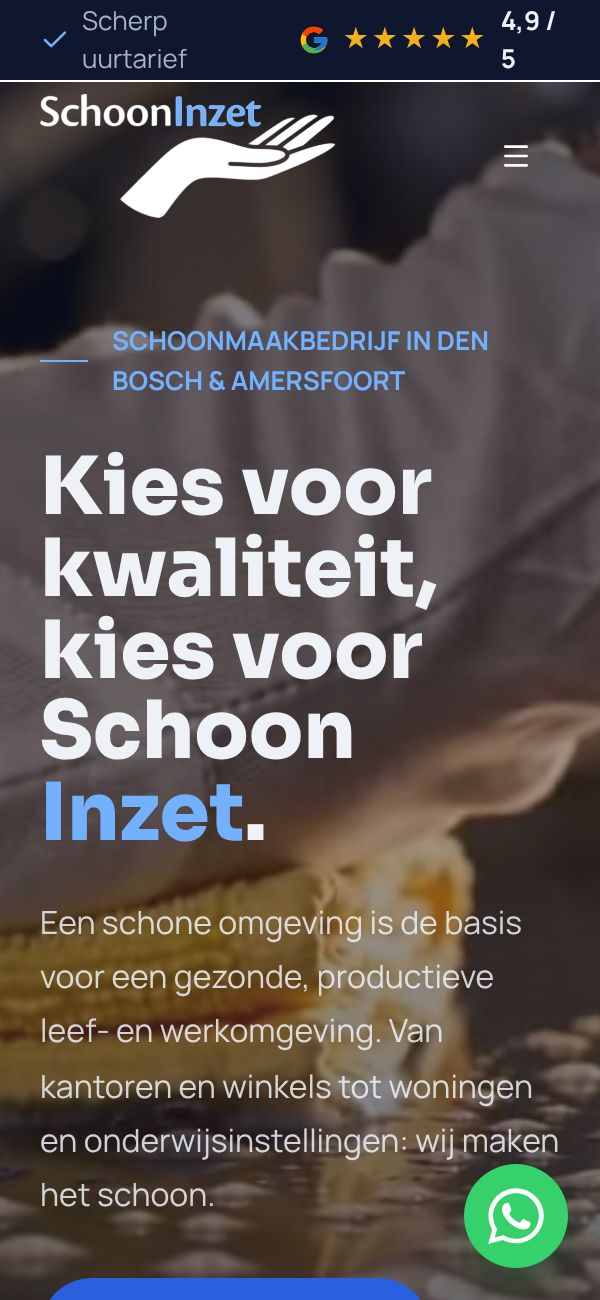 Scherp
uurtarief
4,9 /
5
SchoonInzet
SCHOONMAAKBEDRIJF IN DEN
BOSCH & AMERSFOORT
Kies voor
kwaliteit,
kies voor
Schoon
Inzet.
Een schone omgeving is de basis
voor een gezonde, productieve
leef- en werkomgeving. Van
kantoren en winkels tot woningen
en onderwijsinstellingen: wij maken
het schoon.